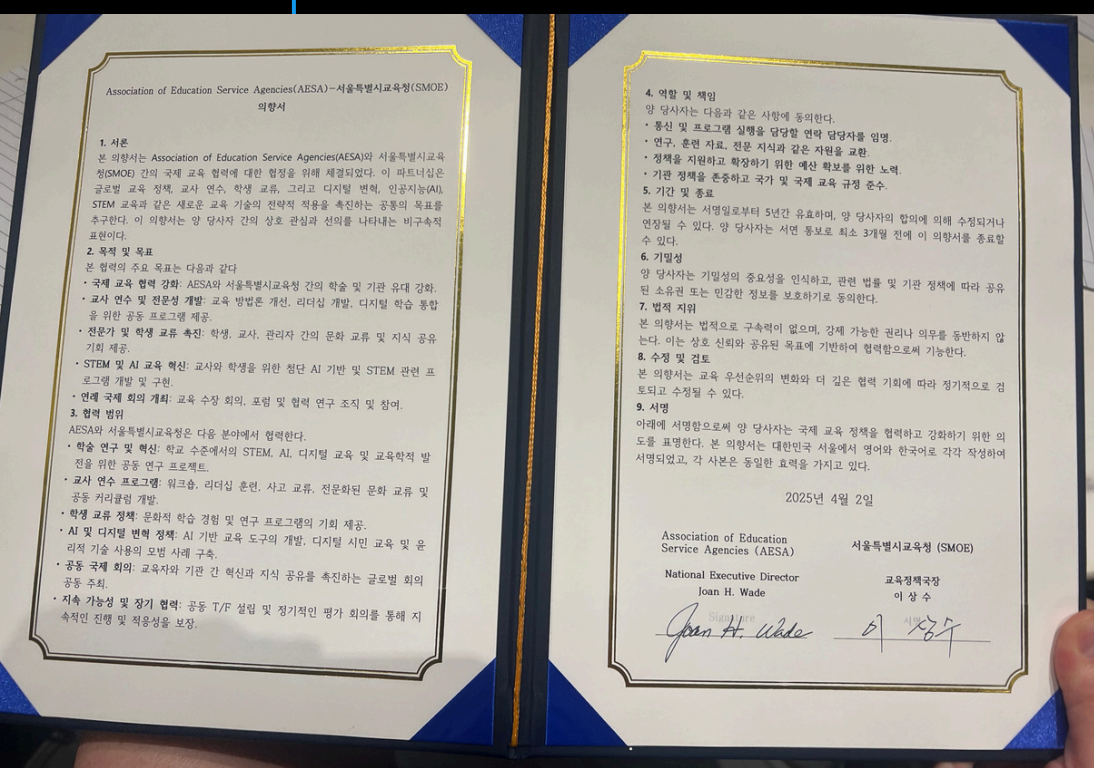 Association of Education Service Agencies(AESA)-서울특별시교육청(SMOE)
의향서
1. 서론
본 의향서는 Association of Education Service Agencies(AESA)와 서울특별시교육
청(SMOE) 간의 국제 교육 협력에 대한 협정을 위해 체결되었다. 이 파트너십은
글로벌 교육 정책, 교사 연수, 학생 교류, 그리고 디지털 변혁, 인공지능(AI),
STEM 교육과 같은 새로운 교육 기술의 전략적 적용을 촉진하는 공통의 목표를
추구한다. 이 의향서는 양 당사자 간의 상호 관심과 선의를 나타내는 비구속적
표현이다.
2. 목적 및 목표
본 협력의 주요 목표는 다음과 같다
· 국제 교육 협력 강화: AESA와 서울특별시교육청 간의 학술 및 기관 유대 강화.
· 교사 연수 및 전문성 개발: 교육 방법론 개선, 리더십 개발, 디지털 학습 통합
을 위한 공동 프로그램 제공.
· 전문가 및 학생 교류 촉진: 학생, 교사, 관리자 간의 문화 교류 및 지식 공유
기회 제공.
· STEM 및 AI 교육 혁신: 교사와 학생을 위한 첨단 AI 기반 및 STEM 관련 프
로그램 개발 및 구현.
· 연례 국제 회의 개최: 교육 수장 회의, 포럼 및 협력 연구 조직 및 참여.
3. 협력 범위
AESA와 서울특별시교육청은 다음 분야에서 협력한다.
· 학술 연구 및 혁신: 학교 수준에서의 STEM, AI, 디지털 교육 및 교육학적 발
전을 위한 공동 연구 프로젝트.
· 교사 연수 프로그램: 워크숍, 리더십 훈련, 사고 교류, 전문화된 문화 교류 및
공동 커리큘럼 개발.
· 학생 교류 정책: 문화적 학습 경험 및 연구 프로그램의 기회 제공.
· AI 및 디지털 변혁 정책: AI 기반 교육 도구의 개발, 디지털 시민 교육 및 윤
리적 기술 사용의 모범 사례 구축.
· 공동 국제 회의: 교육자와 기관 간 혁신과 지식 공유를 촉진하는 글로벌 회의
공동 주최.
· 지속 가능성 및 장기 협력: 공동 T/F 설립 및 정기적인 평가 회의를 통해 지
속적인 진행 및 적응성을 보장.
4. 역할 및 책임
양 당사자는 다음과 같은 사항에 동의한다.
· 통신 및 프로그램 실행을 담당할 연락 담당자를 임명.
· 연구, 훈련 자료, 전문 지식과 같은 자원을 교환.
· 정책을 지원하고 확장하기 위한 예산 확보를 위한 노력.
· 기관 정책을 존중하고 국가 및 국제 교육 규정 준수.
5. 기간 및 종료
본 의향서는 서명일로부터 5년간 유효하며, 양 당사자의 합의에 의해 수정되거나
연장될 수 있다. 양 당사자는 서면 통보로 최소 3개월 전에 이 의향서를 종료할
수 있다.
6. 기밀성
양 당사자는 기밀성의 중요성을 인식하고, 관련 법률 및 기관 정책에 따라 공유
된 소유권 또는 민감한 정보를 보호하기로 동의한다.
7. 법적 지위
본 의향서는 법적으로 구속력이 없으며, 강제 가능한 권리나 의무를 동반하지 않
는다. 이는 상호 신뢰와 공유된 목표에 기반하여 협력함으로써 기능한다.
8. 수정 및 검토
본 의향서는 교육 우선순위의 변화와 더 깊은 협력 기회에 따라 정기적으로 검
토되고 수정될 수 있다.
9. 서명
아래에 서명함으로써 양 당사자는 국제 교육 정책을 협력하고 강화하기 위한 의
도를 표명한다. 본 의향서는 대한민국 서울에서 영어와 한국어로 각각 작성하여
서명되었고, 각 사본은 동일한 효력을 가지고 있다.
2025년 4월 2일
Association of Education
Service Agencies (AESA)
National Executive Director
Joan H. Wade
Signature
Joan H. Wade
서울특별시교육청 (SMOE)
교육정책국장
이 상 수
서명
이 상수